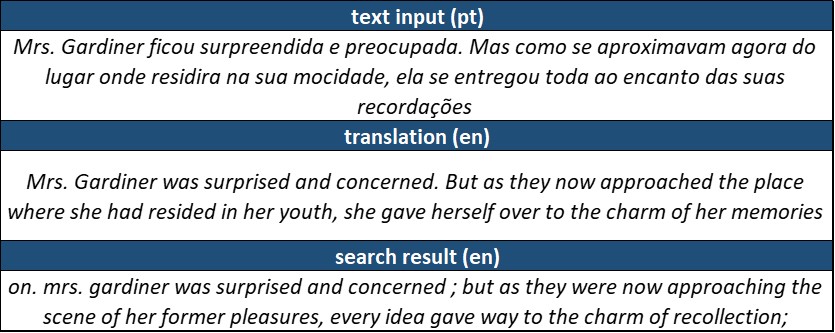 text input (pt)
Mrs. Gardiner ficou surpreendida e preocupada. Mas como se aproximavam agora do
lugar onde residira na sua mocidade, ela se entregou toda ao encanto das suas
recordações
translation (en)
Mrs. Gardiner was surprised and concerned. But as they now approached the place
where she had resided in her youth, she gave herself over to the charm of her memories
search result (en)
on. mrs. gardiner was surprised and concerned ; but as they were now approaching the
scene of her former pleasures, every idea gave way to the charm of recollection;